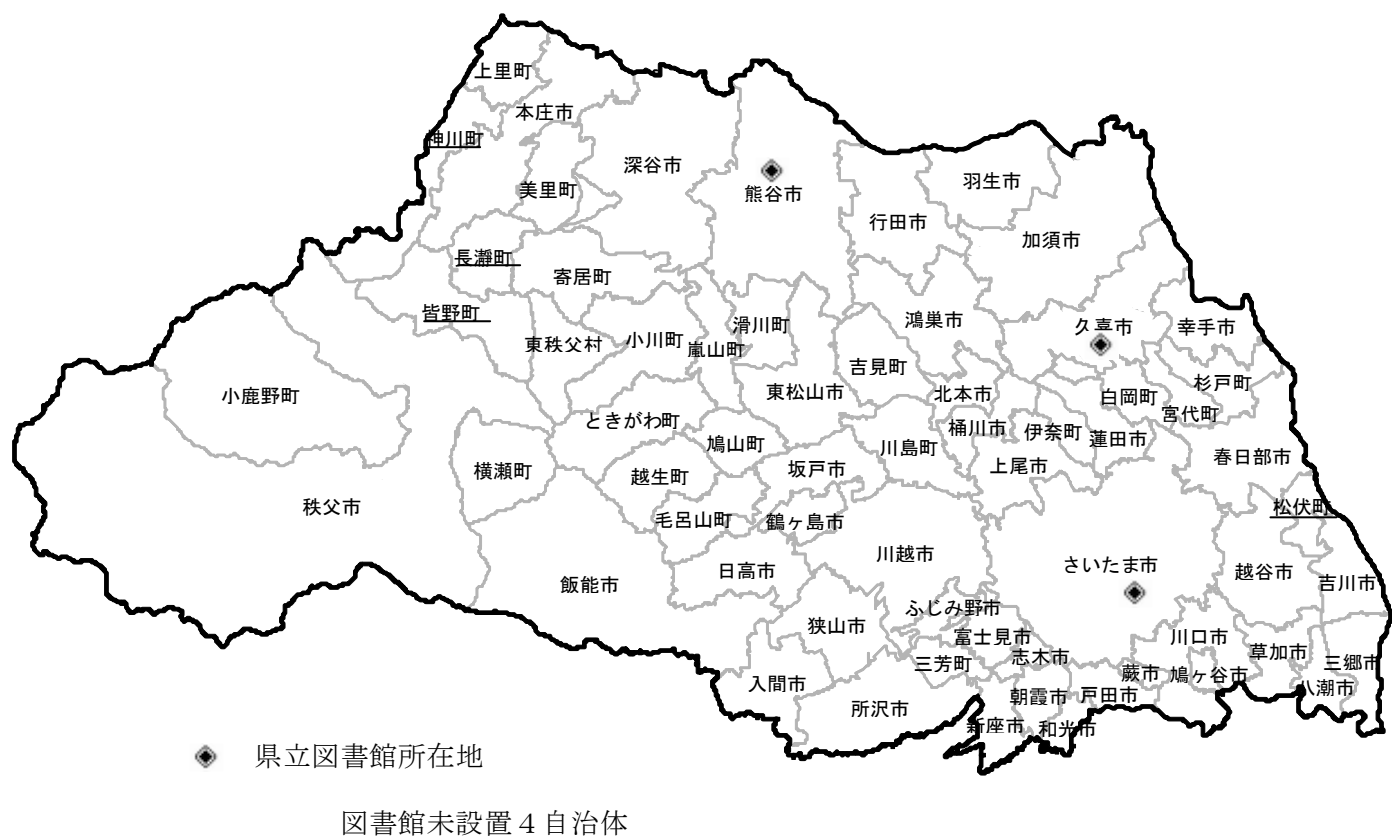 上里町
本庄市
神川町
美里町
深谷市
熊谷市
行田市
羽生市
加須市
長瀞町
寄居町
皆野町
東秩父村
小川町
嵐山町
滑川町
鴻巣市
久喜市
幸手市
吉見町
東松山市
小鹿野町
北本市
白岡町
杉戸町
宮代町
ときがわ町
鳩山町
川島町
桶川市
伊奈町
蓮田市
上尾市
春日部市
横瀬町
越生町
坂戸市
秩父市
毛呂山町
鶴ヶ島市
松伏町
川越市
さいたま市
越谷市
吉川市
飯能市
日高市
ふじみ野市
狭山市
富士見市
川口市
三芳町
志木市
蕨市
鳩ヶ谷市
草加市
三郷市
入間市
所沢市
朝霞市
戸田市
八潮市
新座市
和光市
県立図書館所在地
図書館未設置4自治体